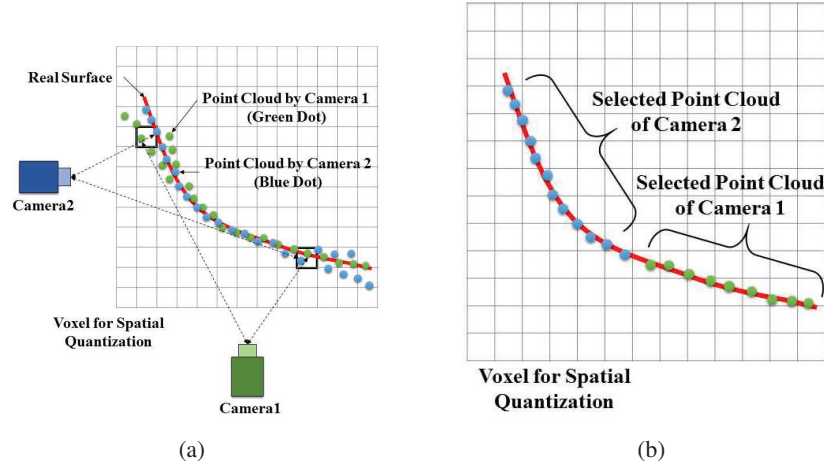 Real Surface
Point Cloud by Camera 1
(Green Dot)
Point Cloud by Camera 2
(Blue Dot)
Camera2
Voxel for Spatial
Quantization
Camera1
(a)
Selected Point Cloud
of Camera 2
Selected Point Cloud
of Camera 1
Voxel for Spatial
Quantization
(b)